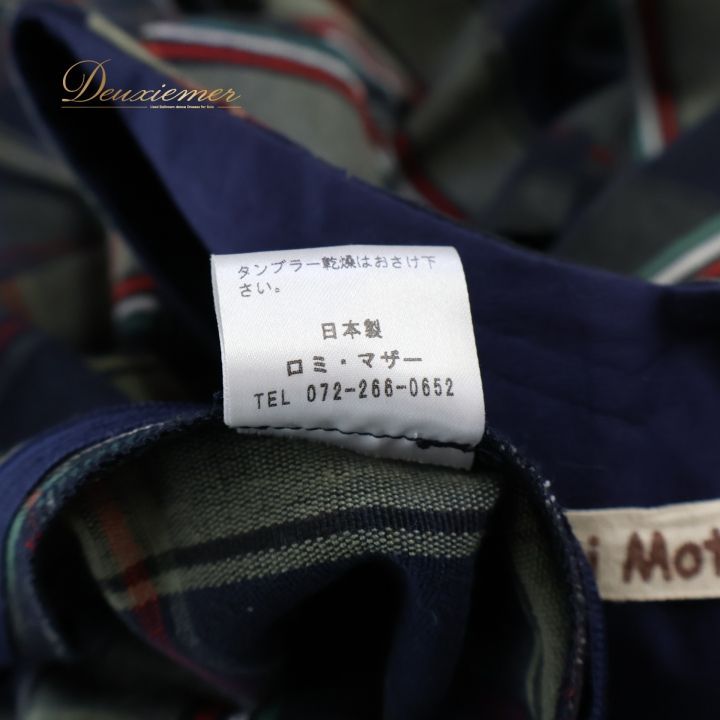 Deuxiemer
タンブラー乾燥はおさけ下
さい。
日本製
ロミ・マザー
TEL 072-266-0652
i Mot